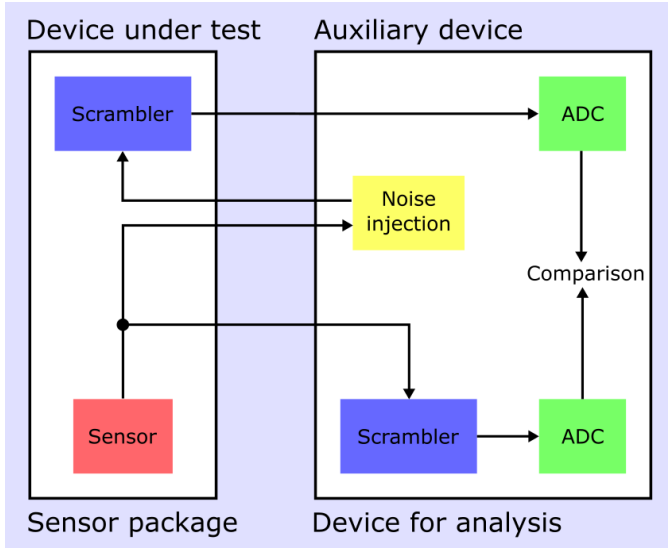 Device under test
Auxiliary device
Scrambler
ADC
Noise
injection
Comparison
Sensor
Scrambler
ADC
Sensor package
Device for analysis